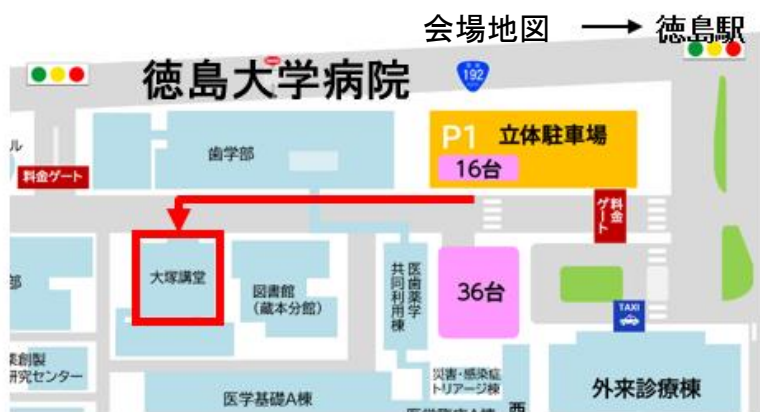 会場地図 → 徳島駅
徳島大学病院
192
P1 立体駐車場
16台
歯学部
ル
料金ゲート
料金
ゲート
大塚講堂
図書館
(蔵本分館)
医歯薬学
共同利用棟
36台
部
TAXI
薬創製
研究センター
災害・感染症
トリアージ棟
外来診療棟
医学基礎A棟
西